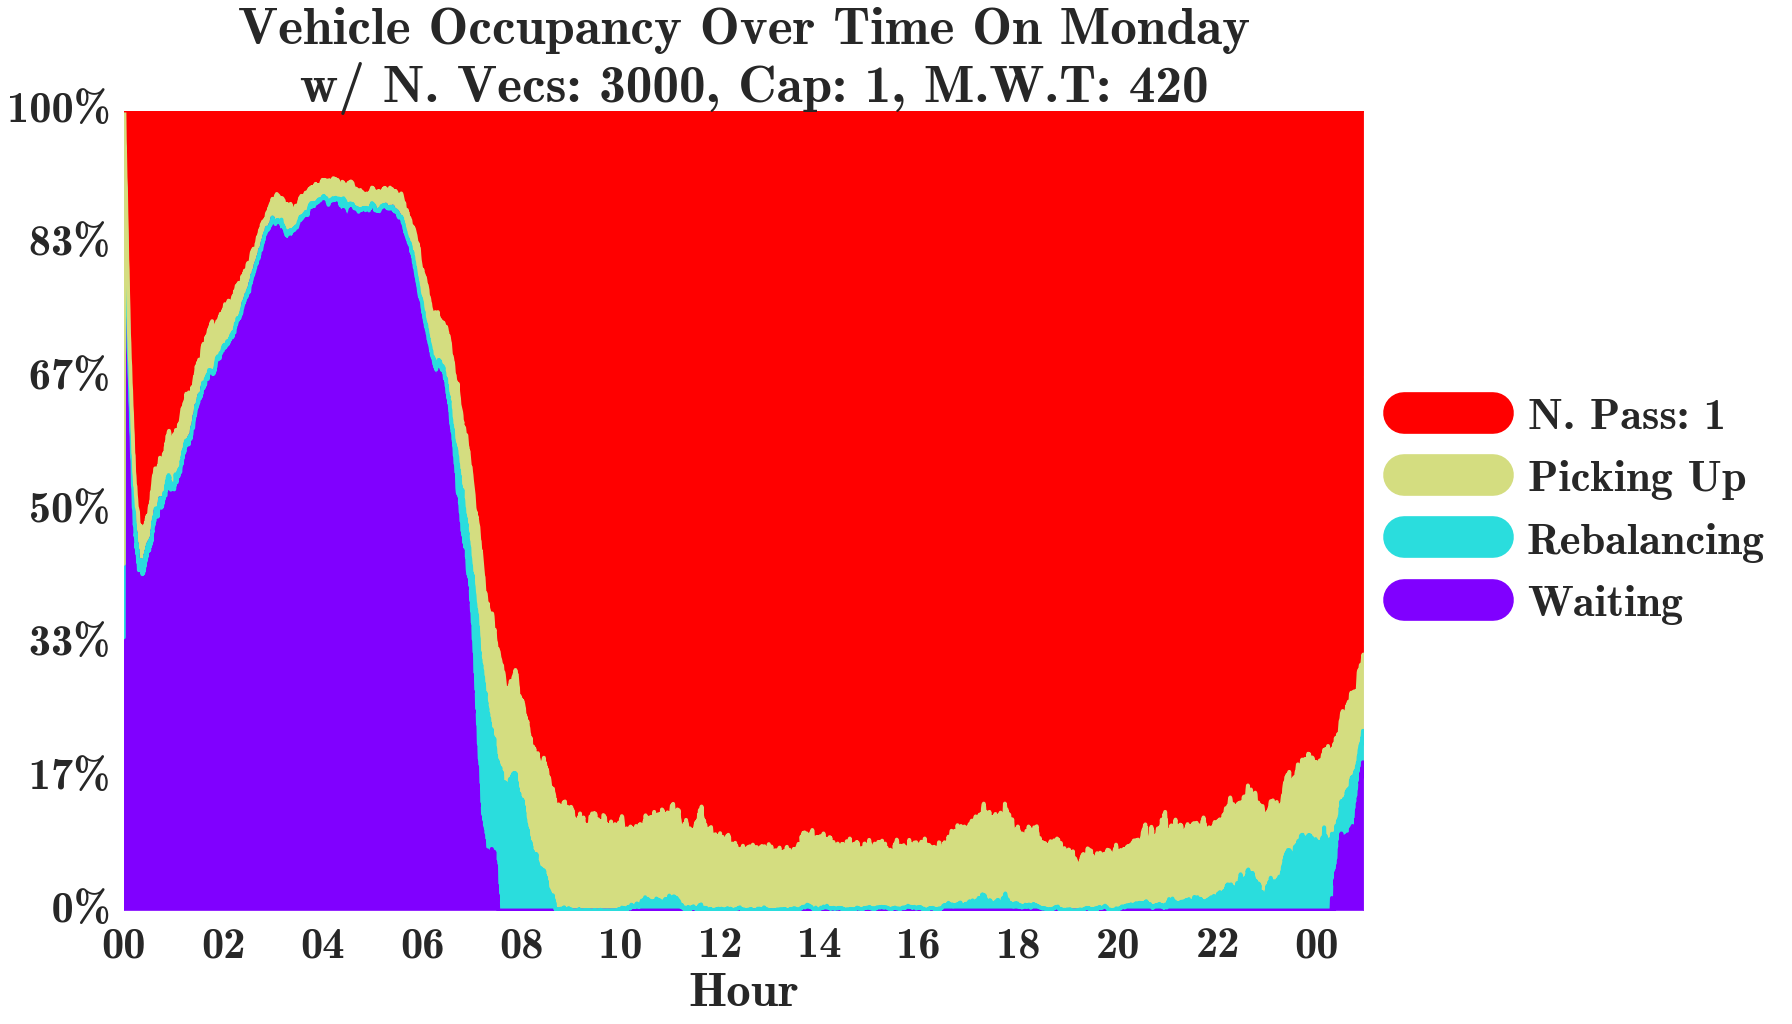 Vehicle Occupancy Over Time On Monday
w/ N. Vecs: 3000, Cap: 1, M.W.T: 420
100%
83%
67%
50%
33%
17%
0%
00 02 04 06 08 10 12 14 16 18 20 22 00
Hour
N. Pass: 1
Picking Up
Rebalancing
Waiting